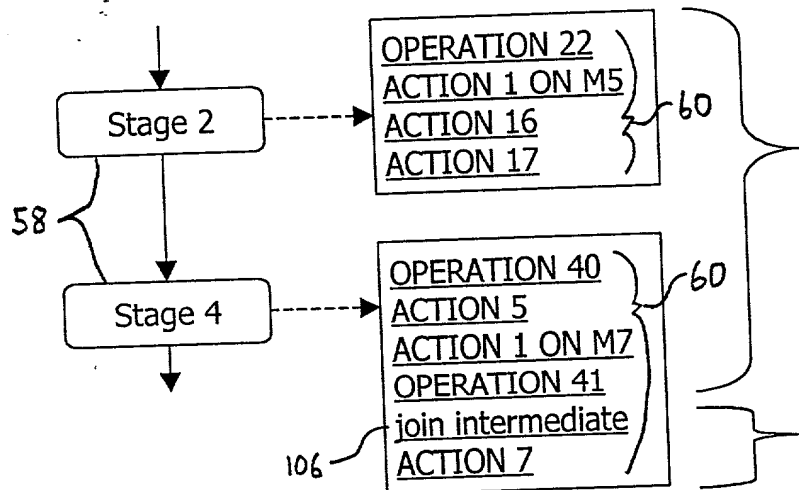 OPERATION 22
ACTION 1 ON M5
60
Stage 2
ACTION 16
ACTION 17
58
OPERATION 40
60
Stage 4
ACTION 5
ACTION 1 ON M7
OPERATION 41
join intermediate
106
ACTION 7